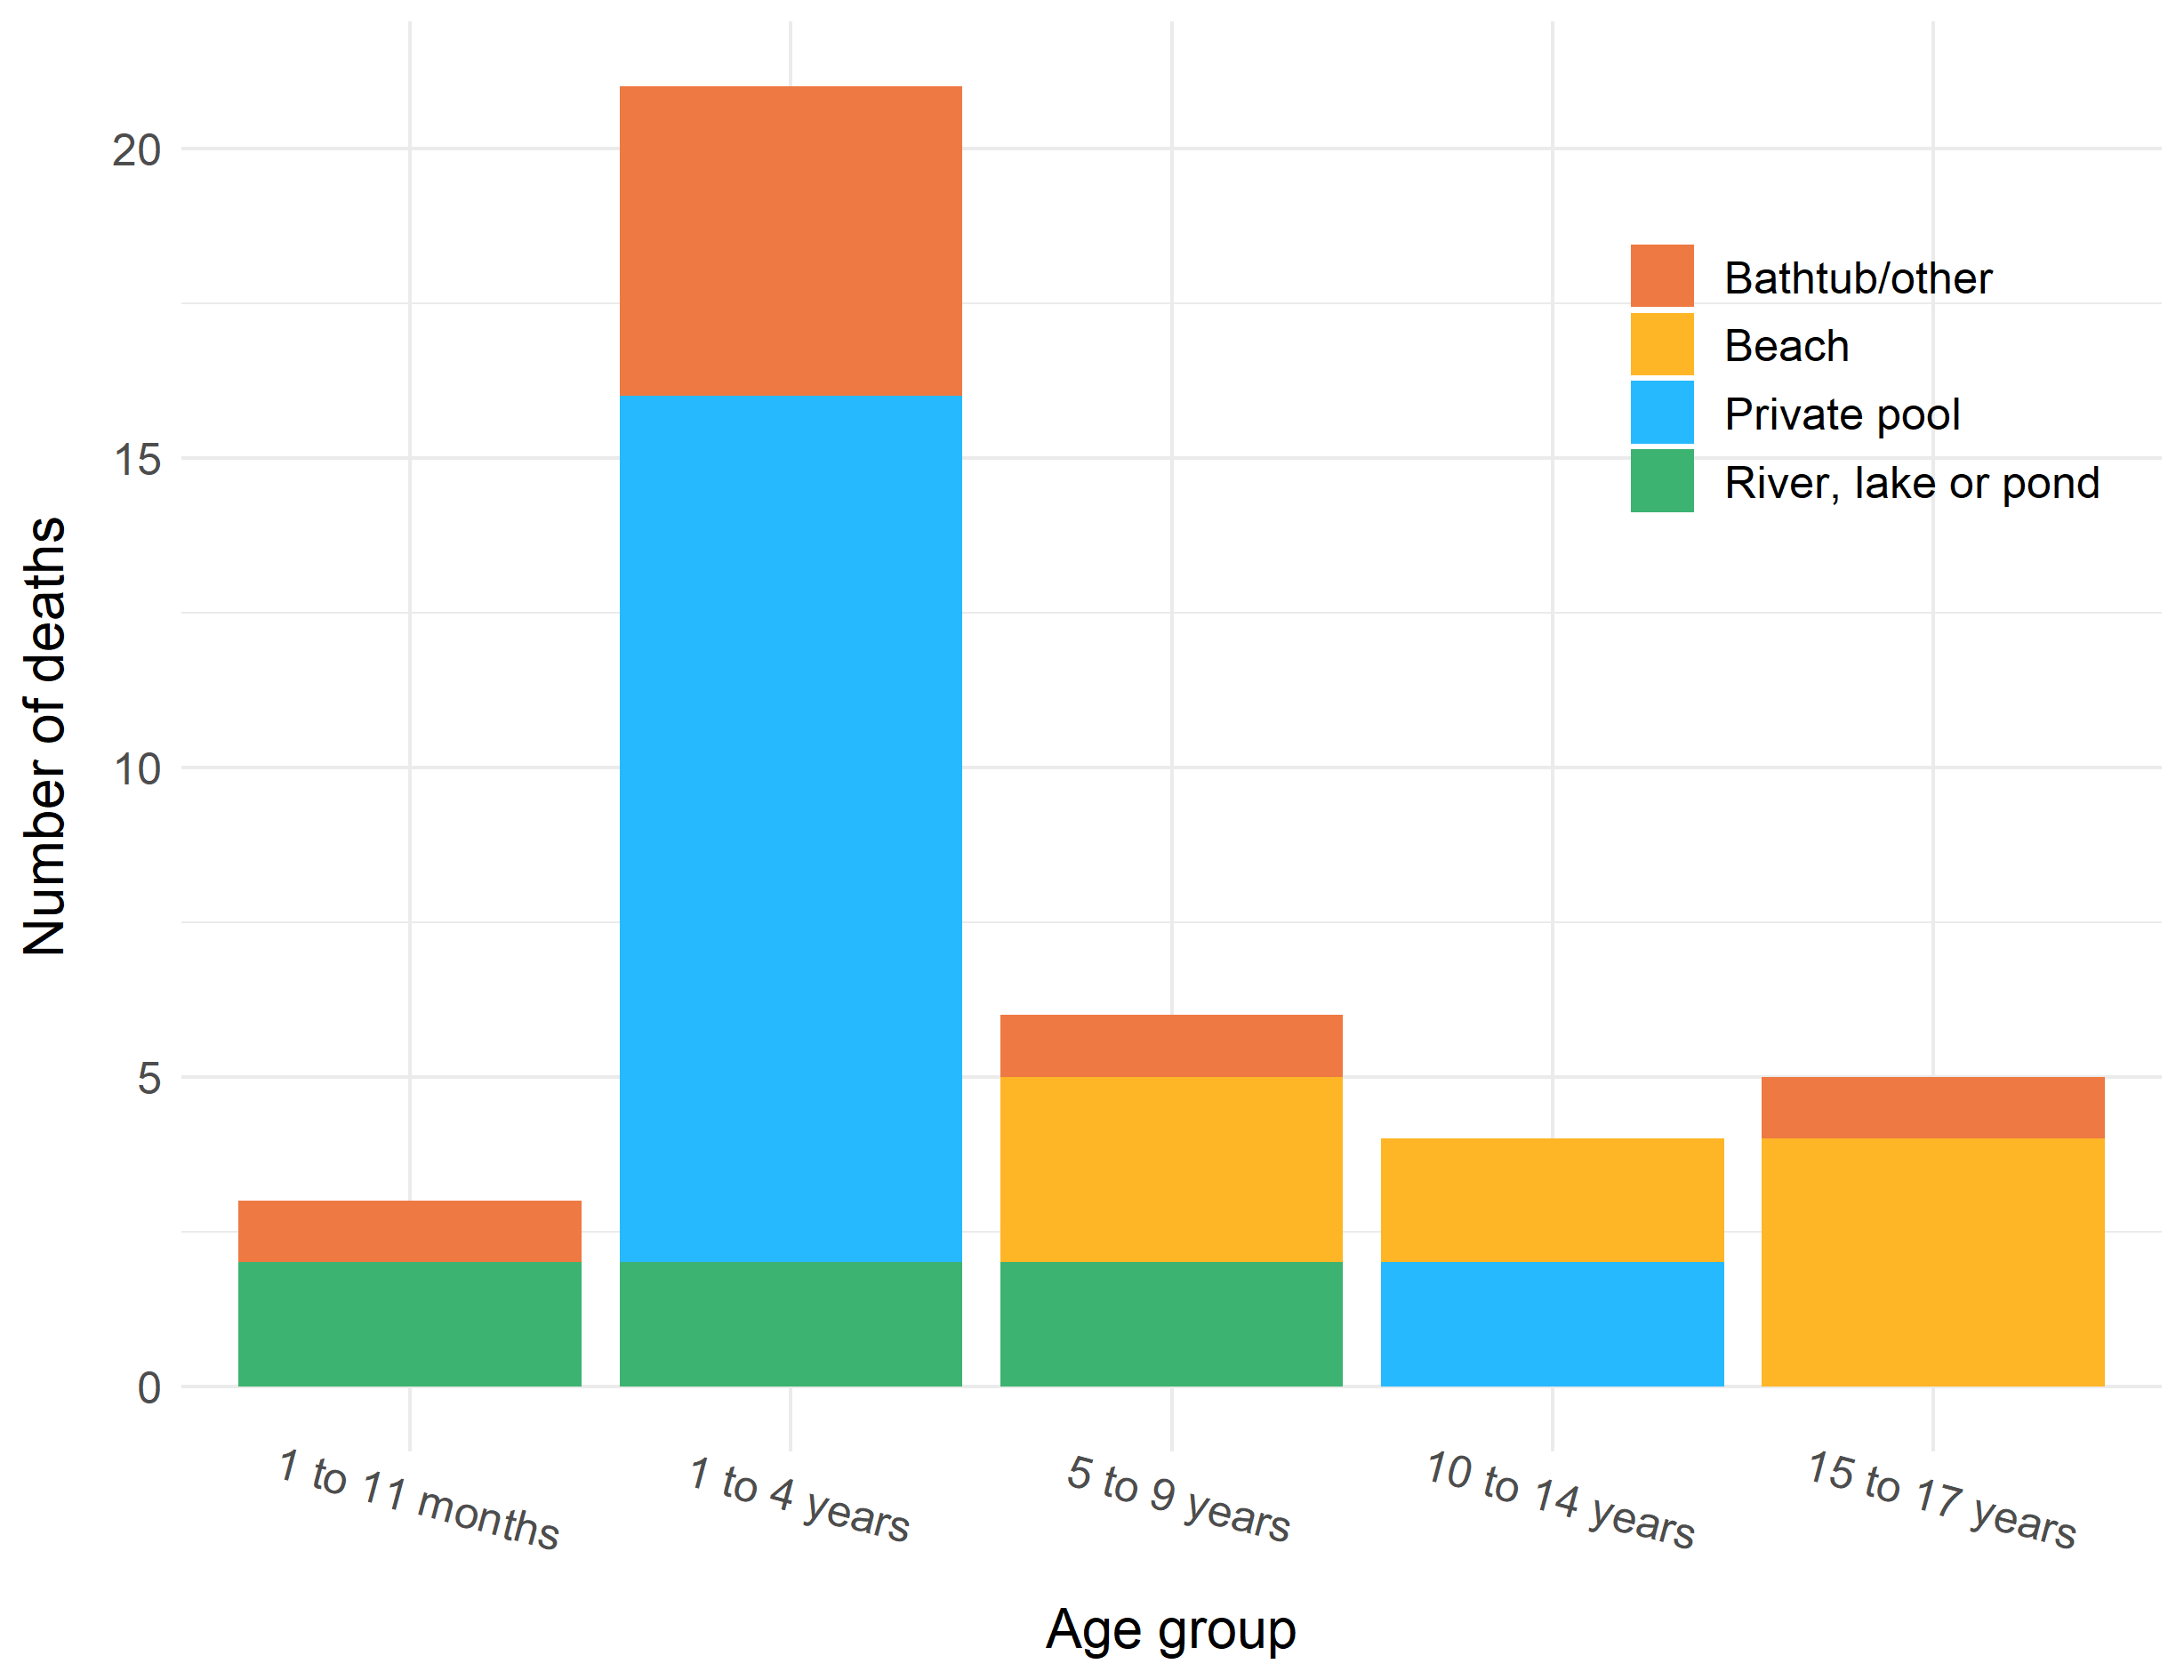 Number of deaths
20
15
10
5
0
Bathtub/other
Beach
Private pool
River, lake or pond
1 to 11 months
1 to 4 years
5 to 9 years
10 to 14 years
15 to 17 years
Age group